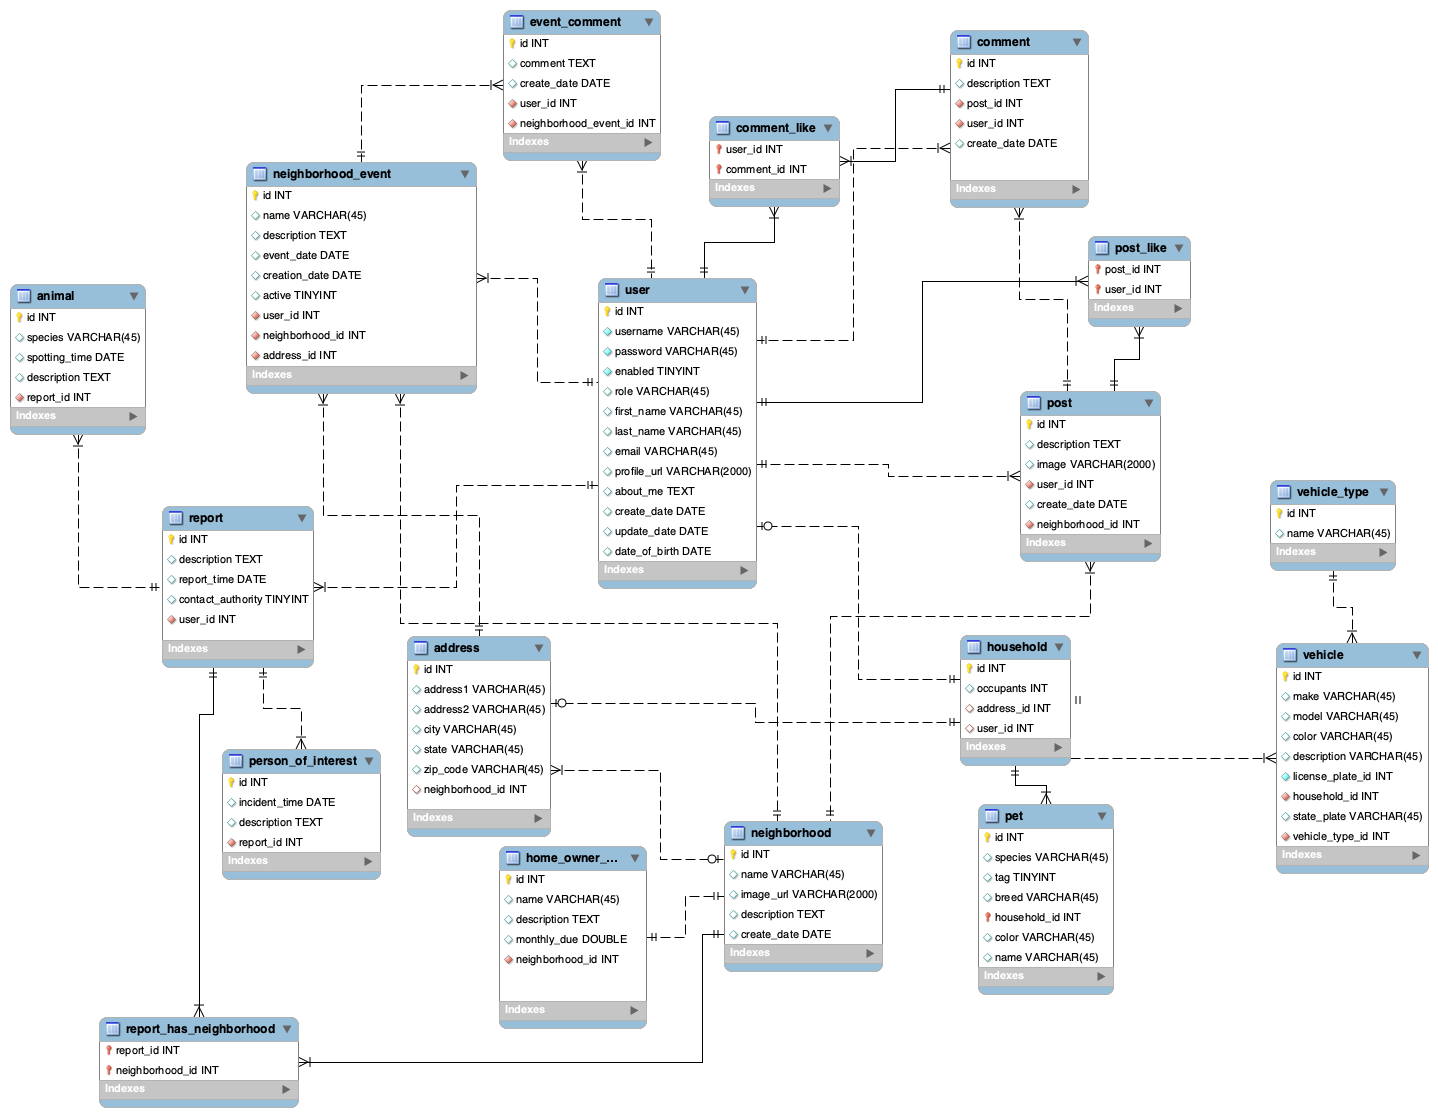 event_comment
id INT
comment TEXT
create_date DATE
user_id INT
neighborhood_event_id INT
Indexes
comment
id INT
description TEXT
post_id INT
user_id INT
create_date DATE
Indexes
comment_like
user_id INT
comment_id INT
Indexes
neighborhood_event
id INT
name VARCHAR(45)
description TEXT
event_date DATE
creation_date DATE
active TINYINT
user_id INT
neighborhood_id INT
address_id INT
Indexes
post_like
post_id INT
user_id INT
Indexes
animal
id INT
species VARCHAR(45)
spotting_time DATE
description TEXT
report_id INT
Indexes
user
id INT
username VARCHAR(45)
password VARCHAR(45)
enabled TINYINT
role VARCHAR(45)
first_name VARCHAR(45)
last_name VARCHAR(45)
email VARCHAR(45)
profile_url VARCHAR(2000)
about_me TEXT
create_date DATE
update_date DATE
date_of_birth DATE
Indexes
post
id INT
description TEXT
image VARCHAR(2000)
user_id INT
create_date DATE
neighborhood_id INT
Indexes
vehicle_type
id INT
name VARCHAR(45)
Indexes
report
id INT
description TEXT
report_time DATE
contact_authority TINYINT
user_id INT
Indexes
address
id INT
address1 VARCHAR(45)
address2 VARCHAR(45)
city VARCHAR(45)
state VARCHAR(45)
zip_code VARCHAR(45)
neighborhood_id INT
Indexes
household
id INT
occupants INT
address_id INT
user_id INT
Indexes
vehicle
id INT
make VARCHAR(45)
model VARCHAR(45)
color VARCHAR(45)
description VARCHAR(45)
license_plate_id INT
household_id INT
state_plate VARCHAR(45)
vehicle_type_id INT
Indexes
person_of_interest
id INT
incident_time DATE
description TEXT
report_id INT
Indexes
home_owner_...
id INT
name VARCHAR(45)
description TEXT
monthly_due DOUBLE
neighborhood_id INT
Indexes
neighborhood
id INT
name VARCHAR(45)
image_url VARCHAR(2000)
description TEXT
create_date DATE
Indexes
pet
id INT
species VARCHAR(45)
tag TINYINT
breed VARCHAR(45)
household_id INT
color VARCHAR(45)
name VARCHAR(45)
Indexes
report_has_neighborhood
report_id INT
neighborhood_id INT
Indexes